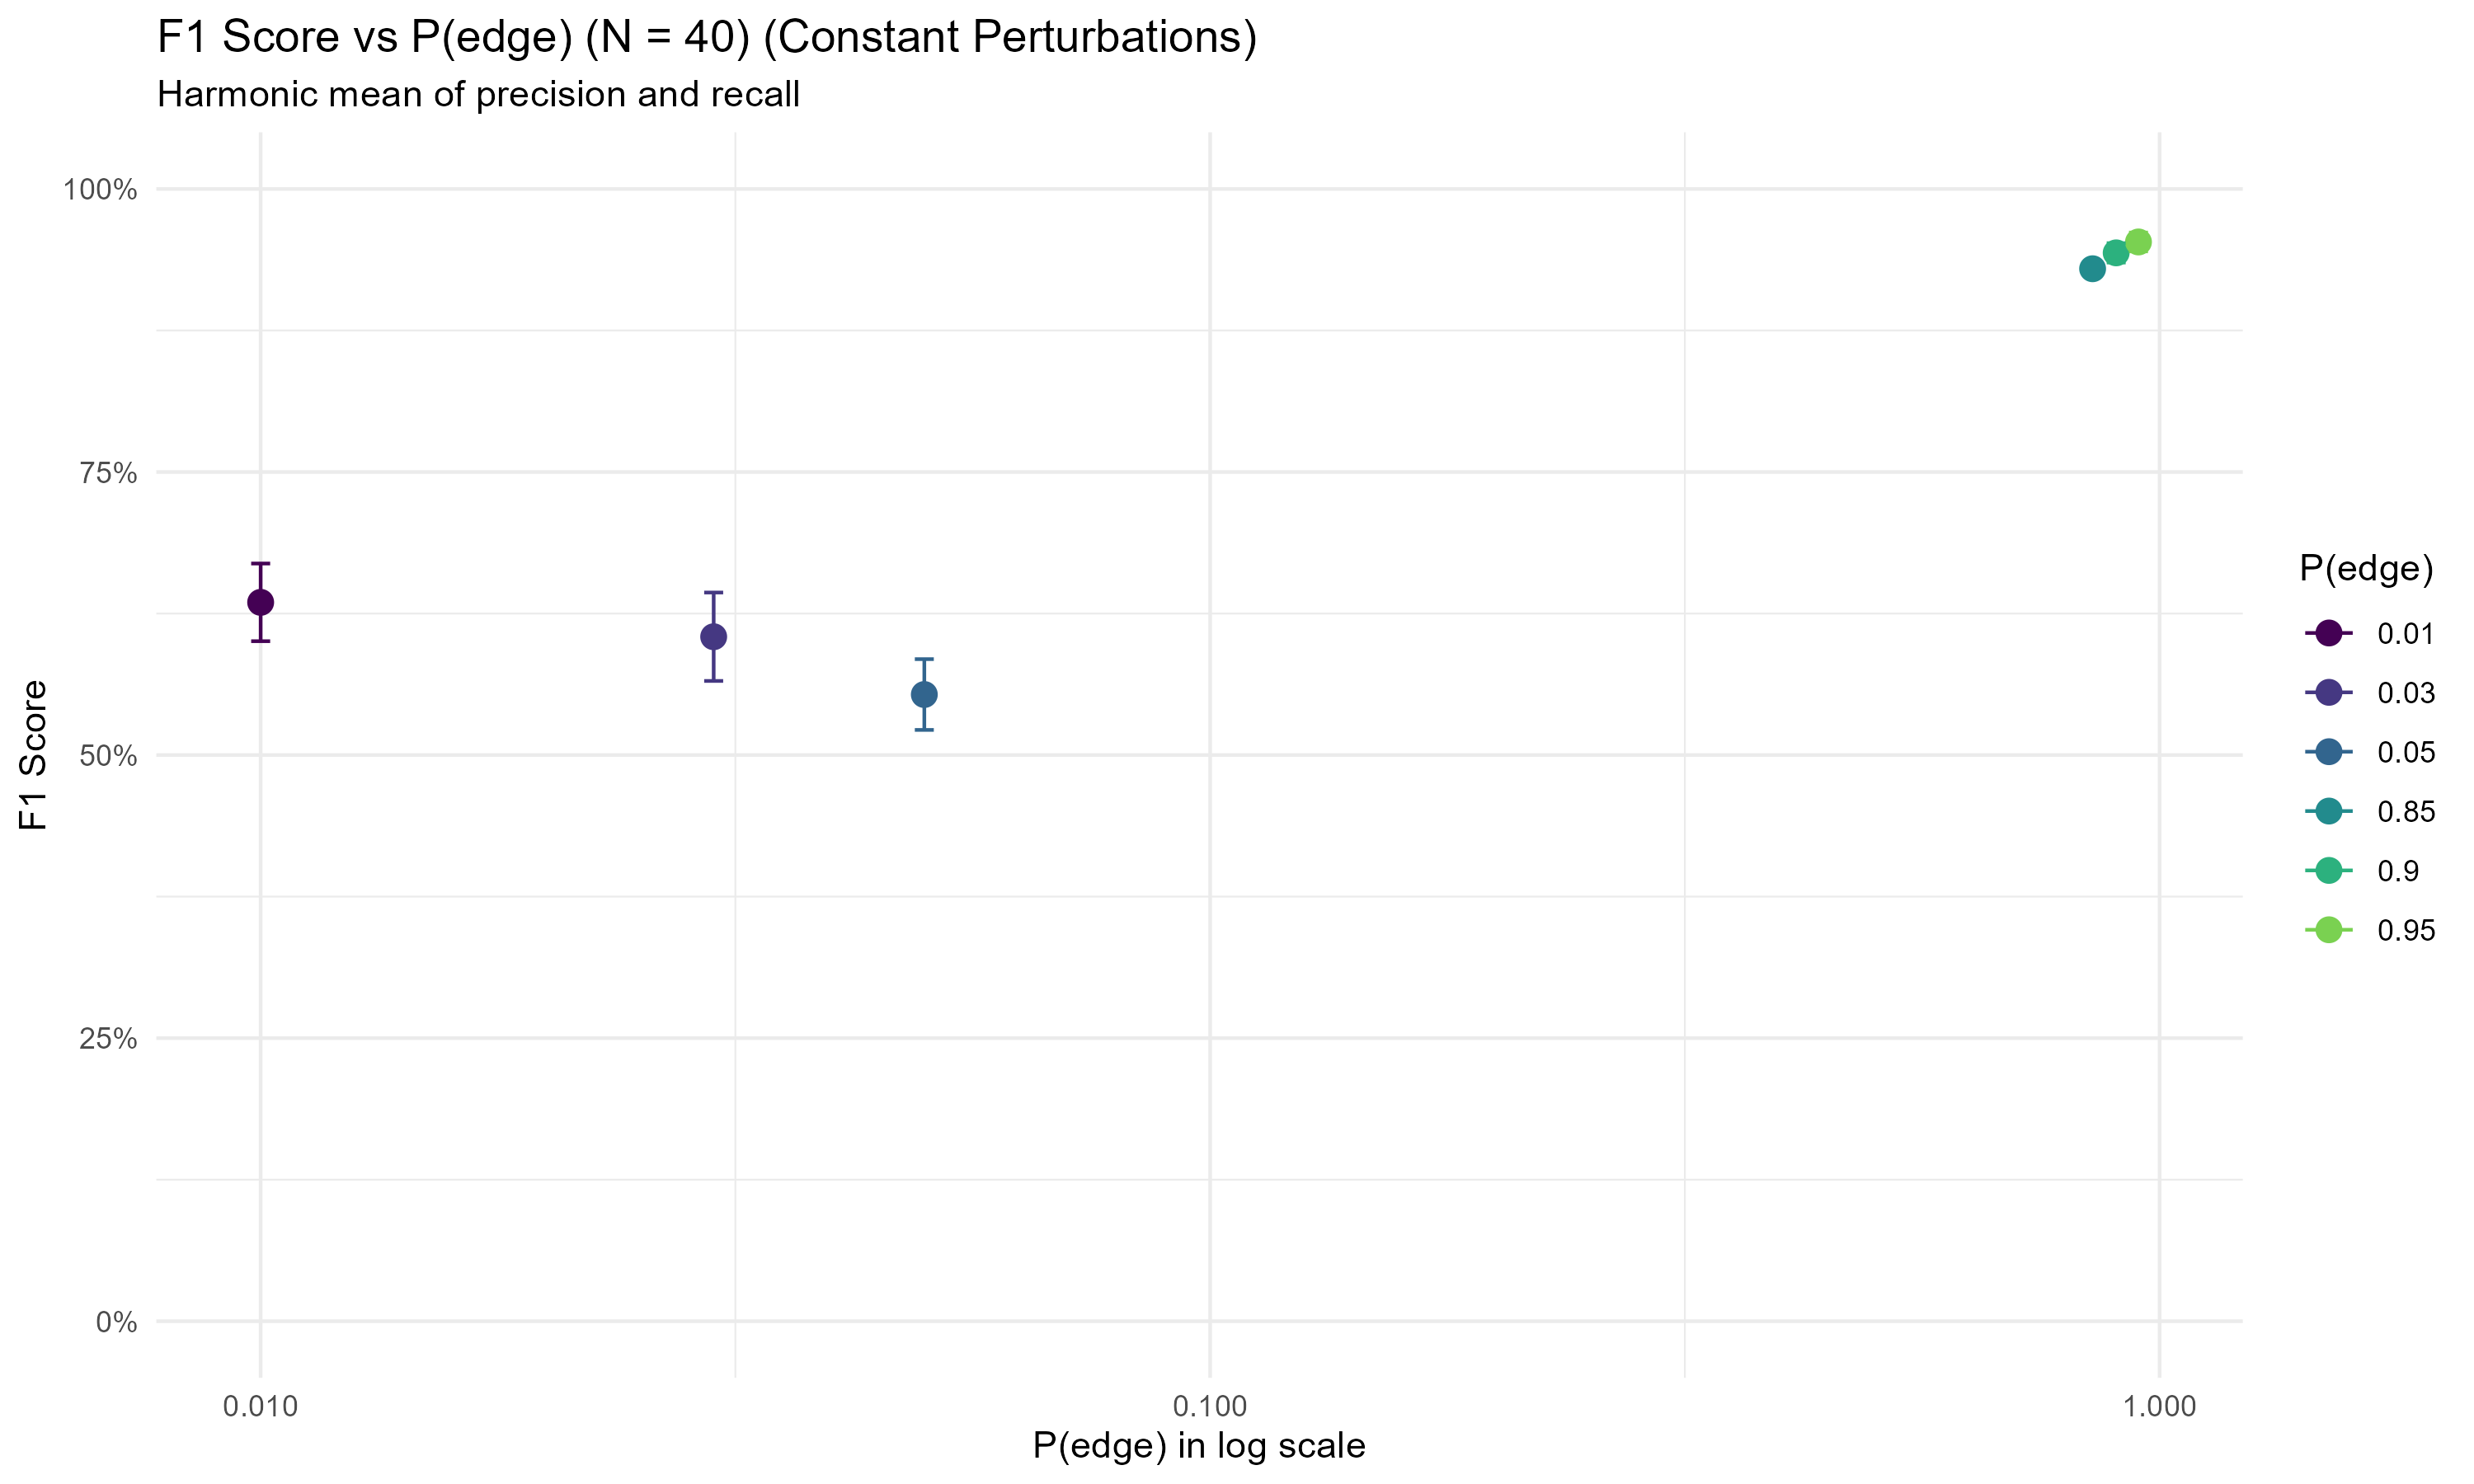 F1 Score vs P(edge) (N = 40) (Constant Perturbations)
Harmonic mean of precision and recall
100%
75%
50%
25%
0%
F1 Score
0.010
0.100
1.000
P(edge) in log scale
P(edge)
0.01
0.03
0.05
0.85
0.9
0.95